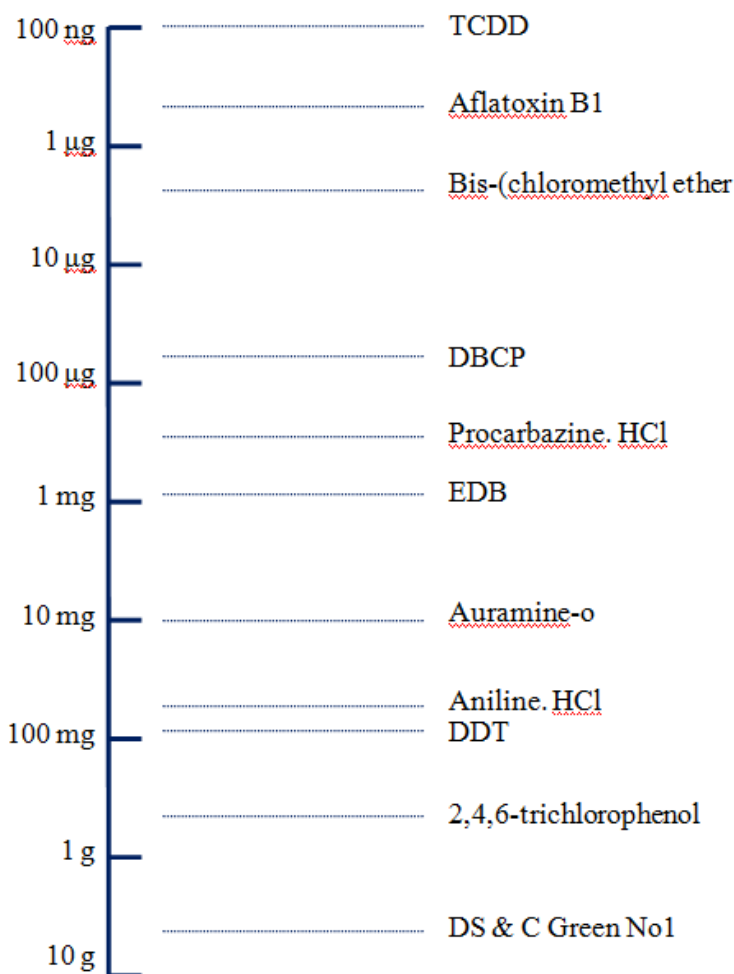 100 ng
TCDD
Aflatoxin B1
1 µg
Bis-(chloromethyl ether
10 µg
DBCP
100 µg
Procarbazine. HCl
1 mg
EDB
10 mg
Auramine-o
Aniline. HCl
100 mg
DDT
2,4,6-trichlorophenol
1 g
DS & C Green No1
10 g